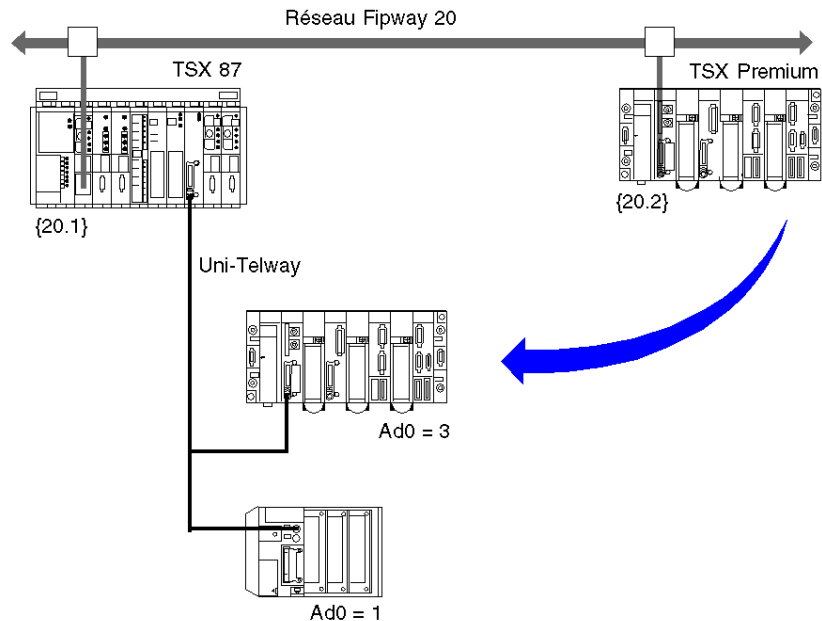 Réseau Fipway 20
TSX 87
TSX Premium
{20.1}
{20.2}
Uni-Telway
Ad0 = 3
Ad0 = 1